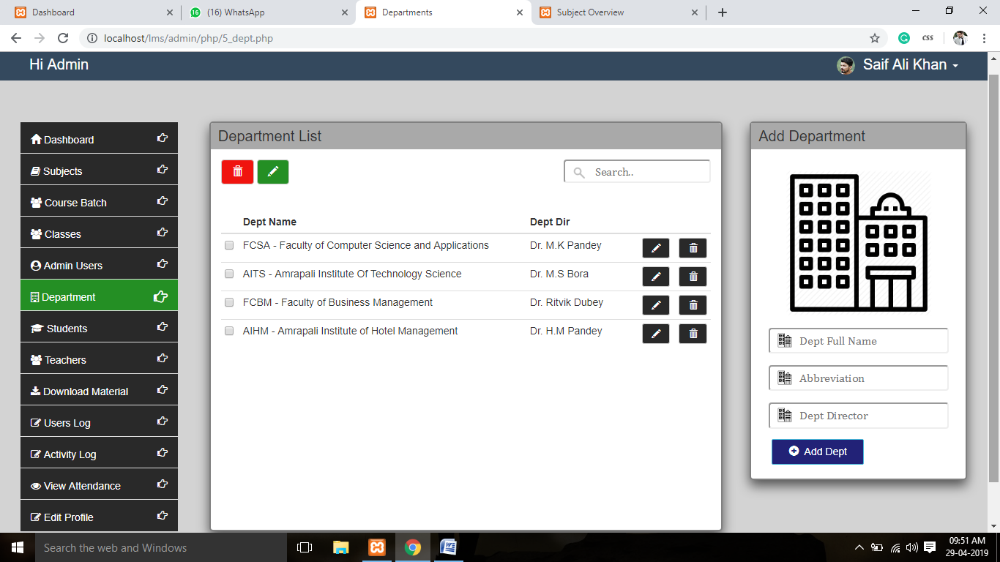 Dashboard
(16) WhatsApp
Departments
Subject Overview
localhost/lms/admin/php/5_dept.php
CSS
Hi Admin
Saif Ali Khan
Dashboard
Subjects
Course Batch
Classes
Admin Users
Department
Students
Teachers
Download Material
Users Log
Activity Log
View Attendance
Edit Profile
Department List
Search..
Dept Name Dept Dir
FCSA - Faculty of Computer Science and Applications Dr. M.K Pandey
AITS - Amrapali Institute Of Technology Science Dr. M.S Bora
FCBM - Faculty of Business Management Dr. Ritvik Dubey
AIHM - Amrapali Institute of Hotel Management Dr. H.M Pandey
Add Department
Dept Full Name
Abbreviation
Dept Director
Add Dept
Search the web and Windows
09:51 AM
29-04-2019